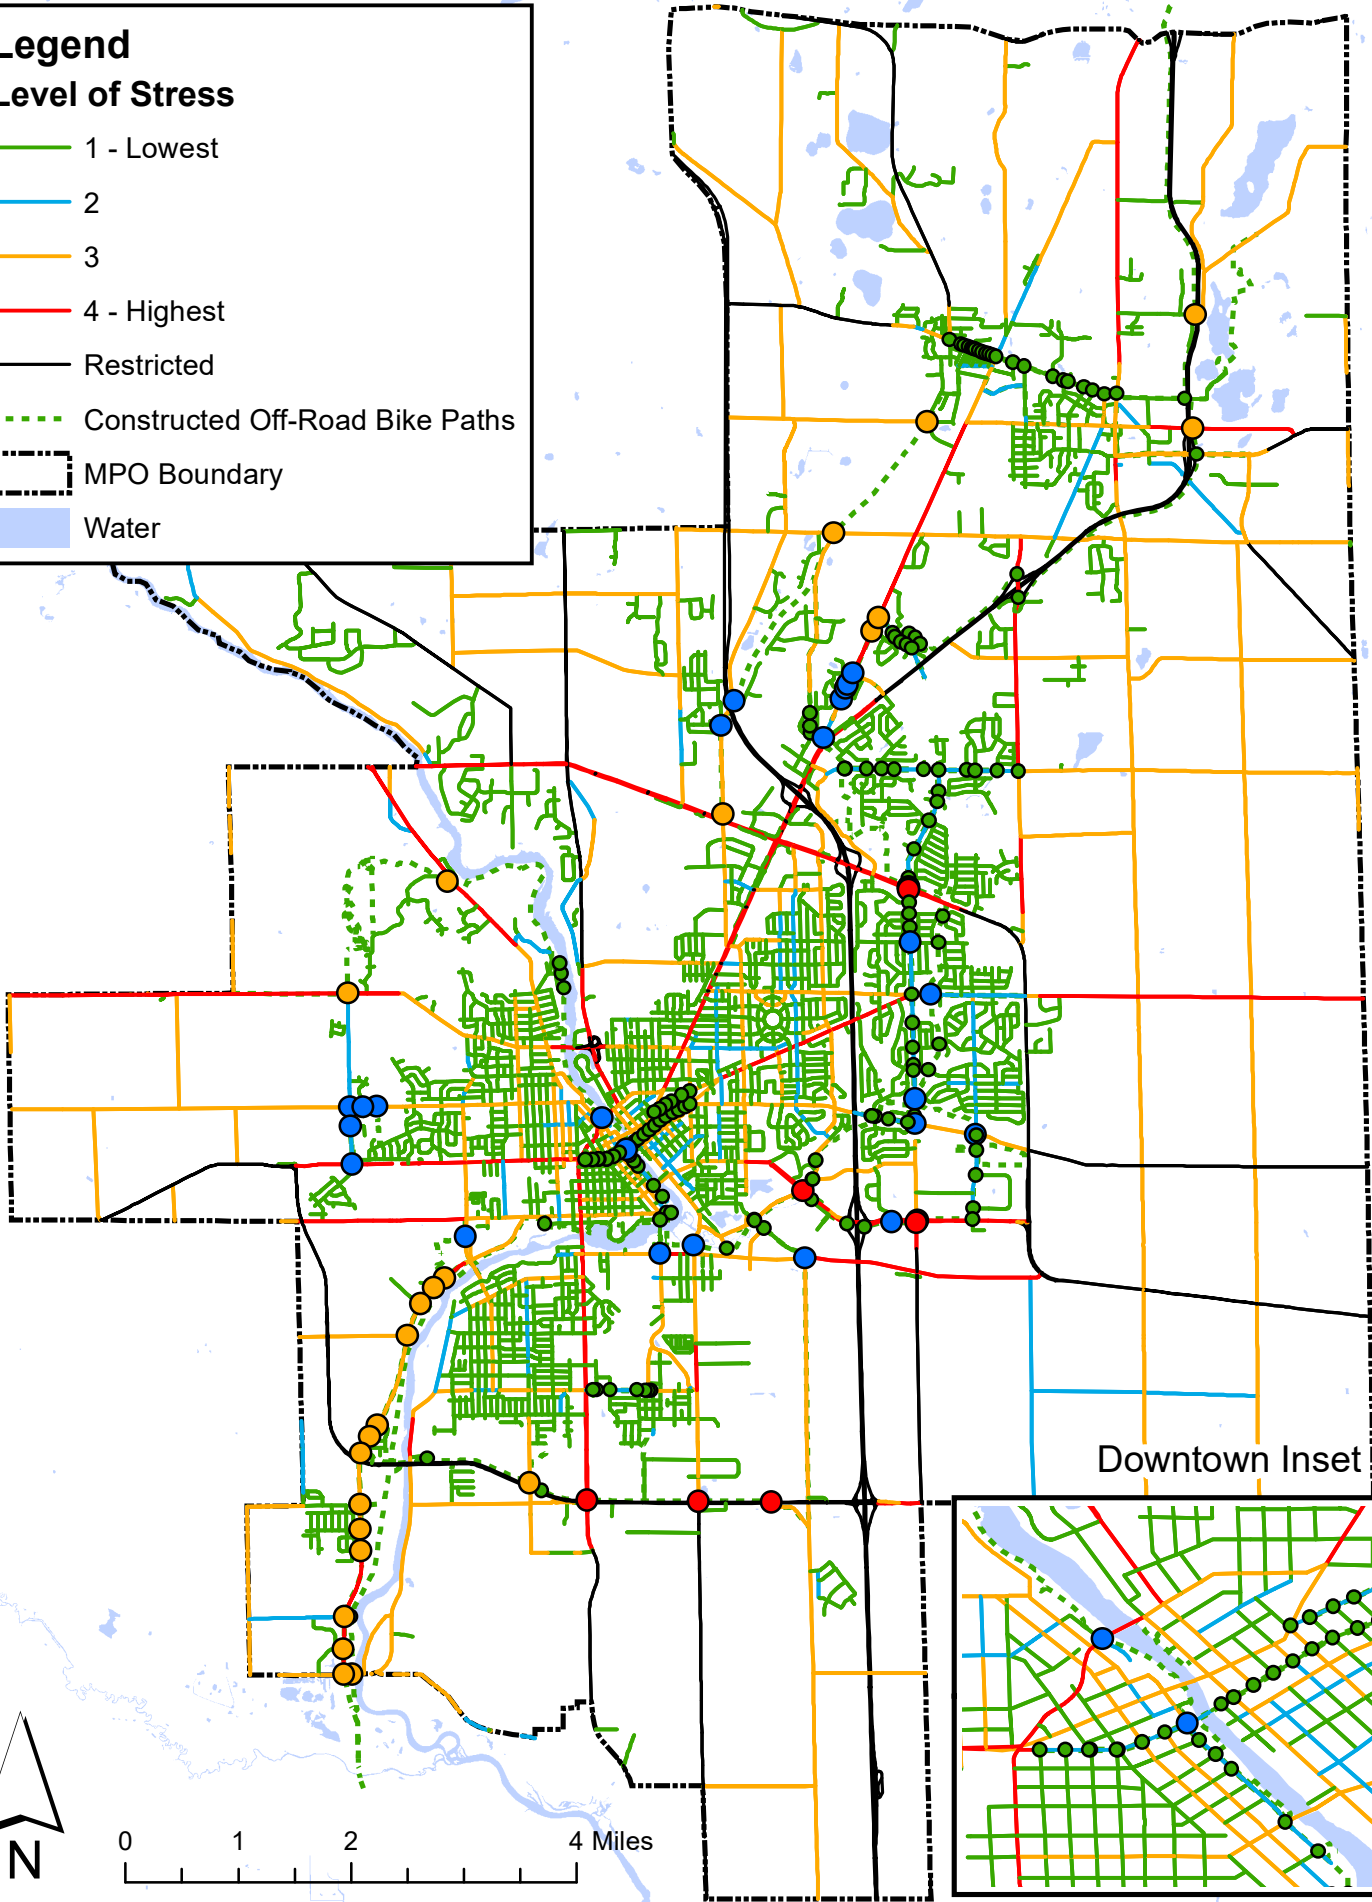 Legend
Level of Stress
1 - Lowest
2
3
4 - Highest
Restricted
Constructed Off-Road Bike Paths
MPO Boundary
Water
Downtown Inset
N
0 1 2 4 Miles